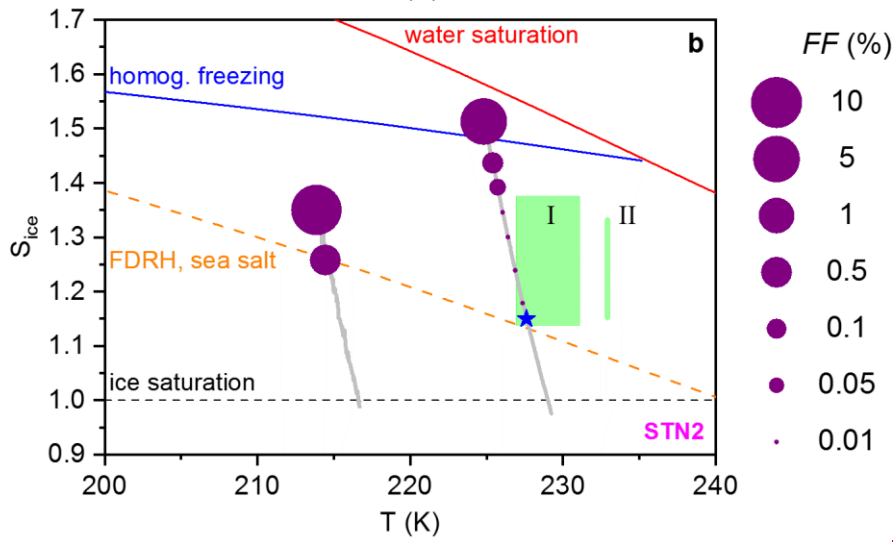 1.7
1.6
1.5
1.4
1.3
1.2
1.1
1.0
0.9
S_ice
water saturation
b
homog. freezing
I
II
FDRH, sea salt
ice saturation
STN2
200
210
220
230
240
T (K)
FF (%)
10
5
1
0.5
0.1
0.05
0.01